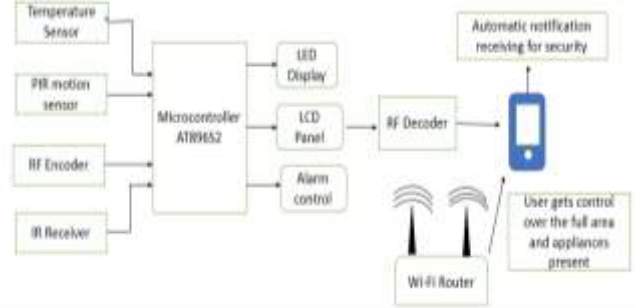 Temperature
Sensor
PIR motion
sensor
RF Encoder
IR Receiver
Microcontroller
AT89652
LED
Display
LCD
Panel
Alarm
control
RF Decoder
Automatic notification
receiving for security
User gets control
over the full area
and appliances
present
Wi-Fi Router